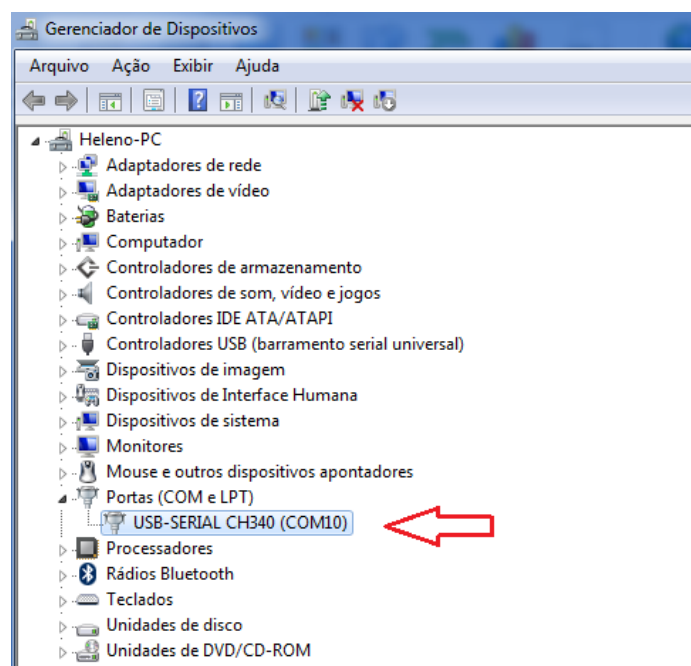 Gerenciador de Dispositivos
Arquivo Ação Exibir Ajuda
Heleno-PC
Adaptadores de rede
Adaptadores de vídeo
Baterias
Computador
Controladores de armazenamento
Controladores de som, vídeo e jogos
Controladores IDE ATA/ATAPI
Controladores USB (barramento serial universal)
Dispositivos de imagem
Dispositivos de Interface Humana
Dispositivos de sistema
Monitores
Mouse e outros dispositivos apontadores
Portas (COM e LPT)
USB-SERIAL CH340 (COM10)
Processadores
Rádios Bluetooth
Teclados
Unidades de disco
Unidades de DVD/CD-ROM